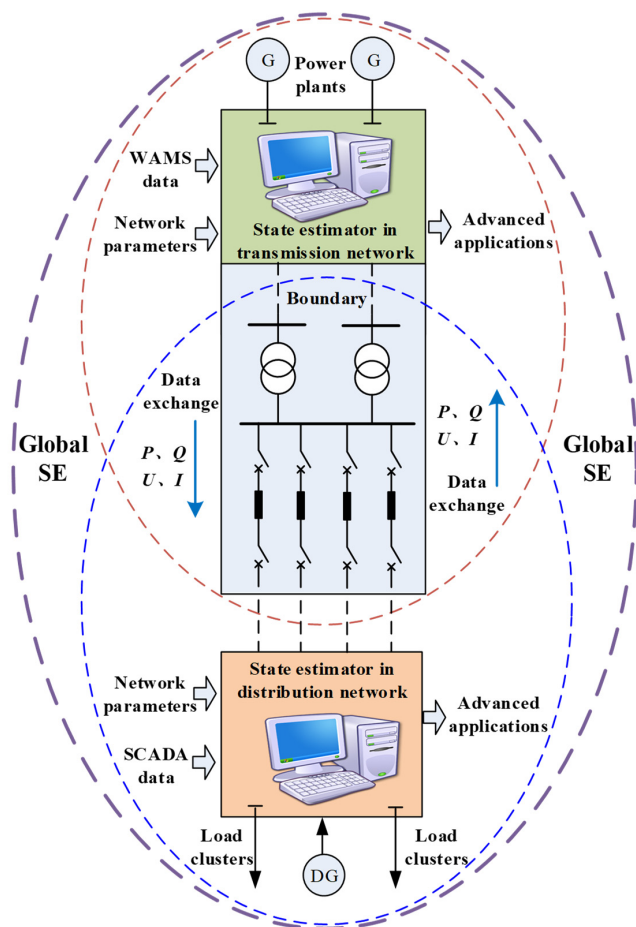 G
Power
plants
G
WAMS
data
Network
parameters
State estimator in
transmission network
Advanced
applications
Boundary
Data
exchange
P、Q
U、I
Global
SE
P、Q
U、I
Data
exchange
Global
SE
Network
parameters
State estimator in
distribution network
Advanced
applications
SCADA
data
Load
clusters
DG
Load
clusters